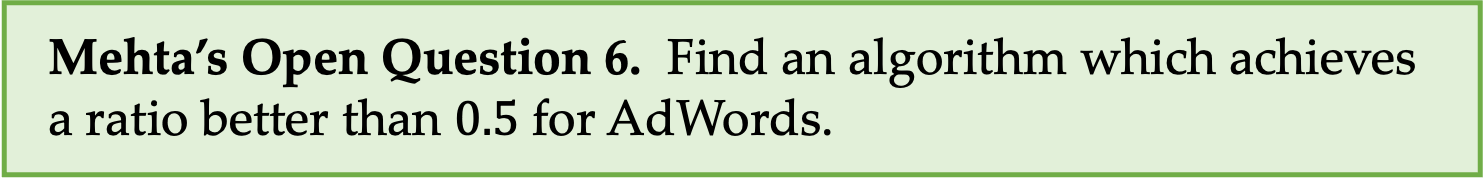 Mehta's Open Question 6. Find an algorithm which achieves
a ratio better than 0.5 for AdWords.